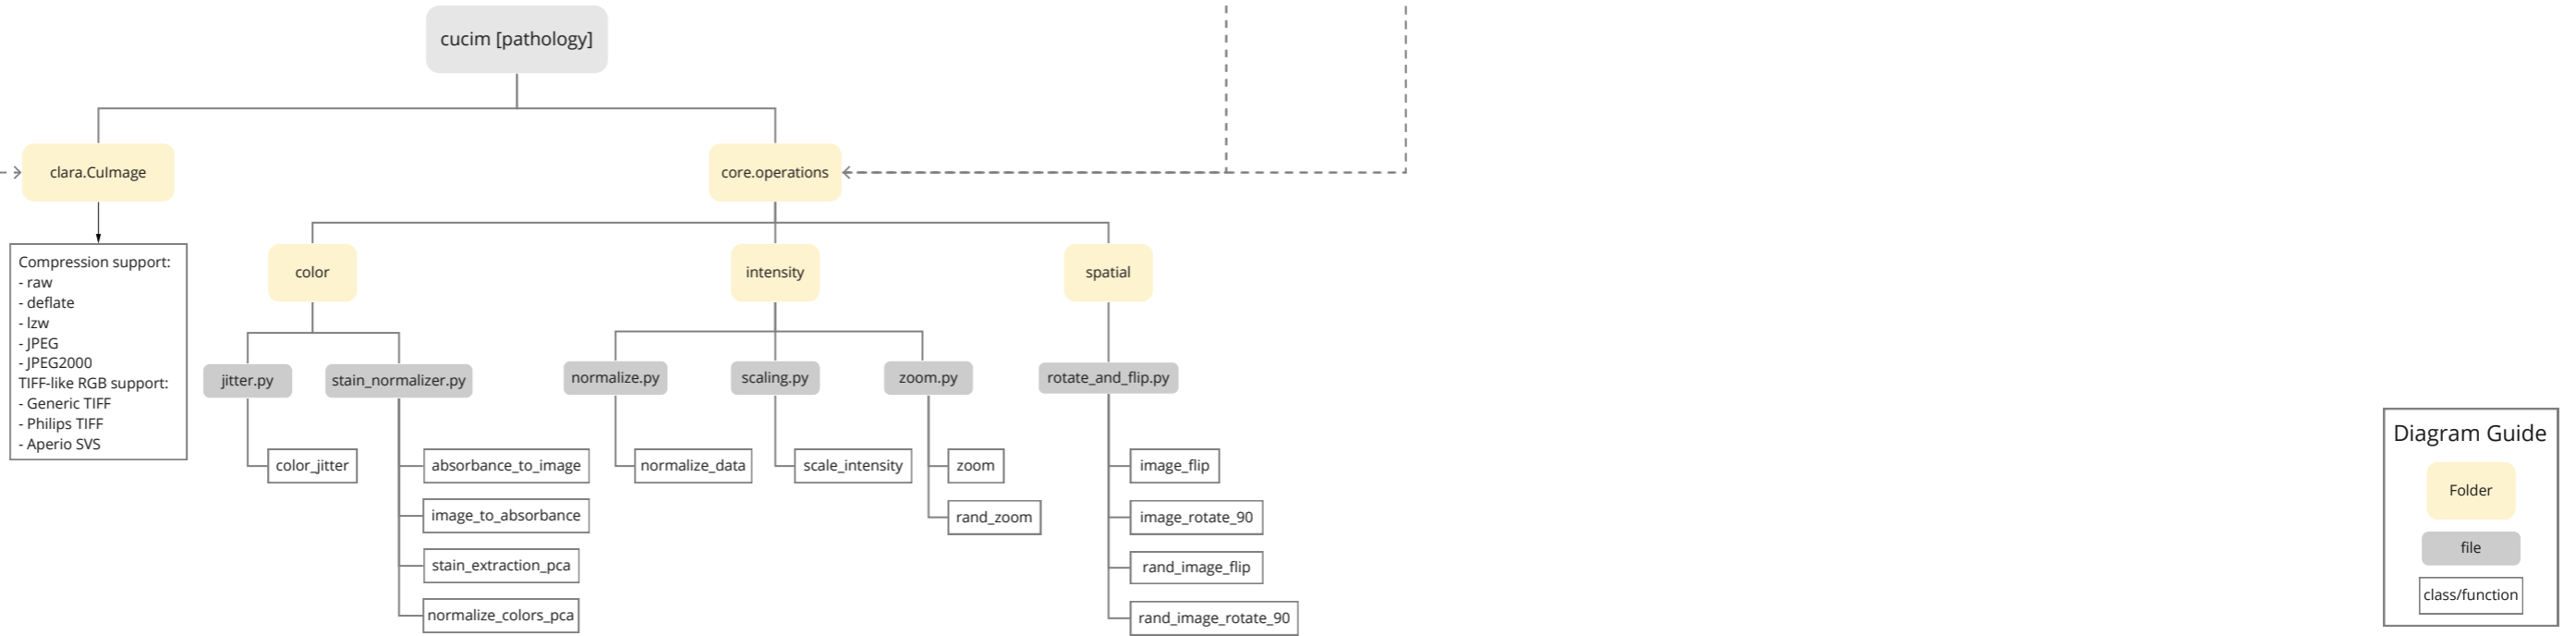 cucim [pathology]
clara.CuImage
core.operations
Compression support:
- raw
- deflate
- lzw
- JPEG
- JPEG2000
TIFF-like RGB support:
- Generic TIFF
- Philips TIFF
- Aperio SVS
color
intensity
spatial
jitter.py
stain_normalizer.py
normalize.py
scaling.py
zoom.py
rotate_and_flip.py
color_jitter
absorbance_to_image
image_to_absorbance
stain_extraction_pca
normalize_colors_pca
normalize_data
scale_intensity
zoom
rand_zoom
image_flip
image_rotate_90
rand_image_flip
rand_image_rotate_90
Diagram Guide
Folder
file
class/function